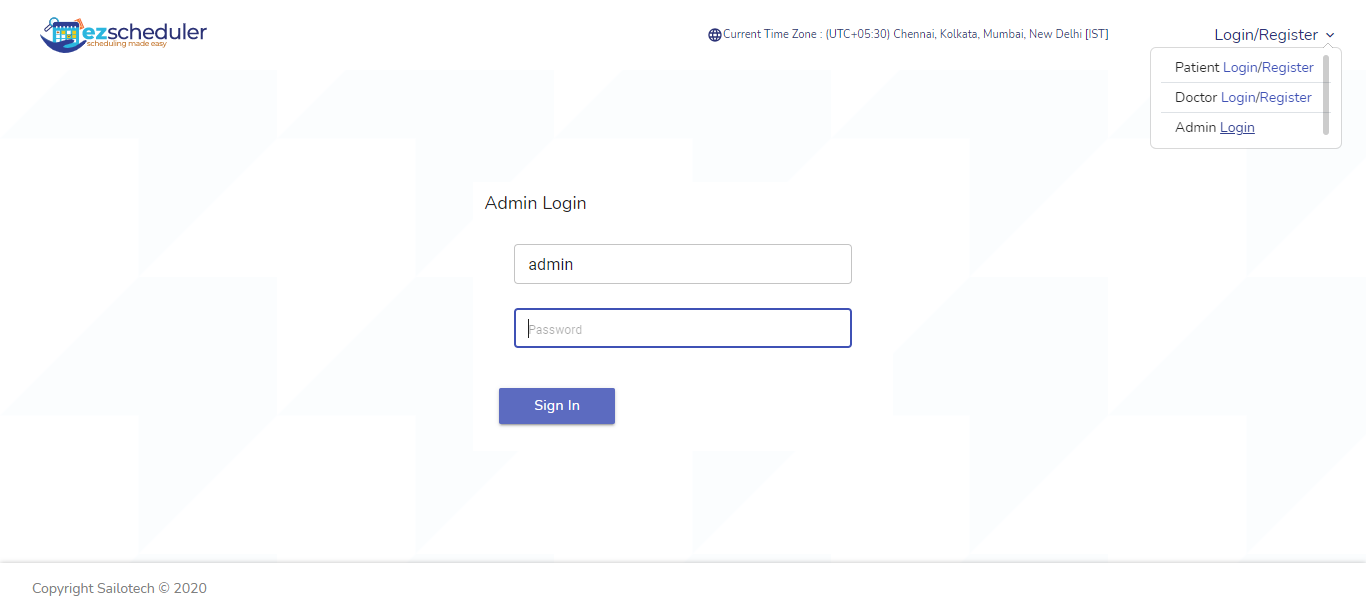 ezscheduler
scheduling made easy
Current Time Zone : (UTC+05:30) Chennai, Kolkata, Mumbai, New Delhi [IST]
Login/Register
Patient Login/Register
Doctor Login/Register
Admin Login
Admin Login
admin
Password
Sign In
Copyright Sailotech © 2020